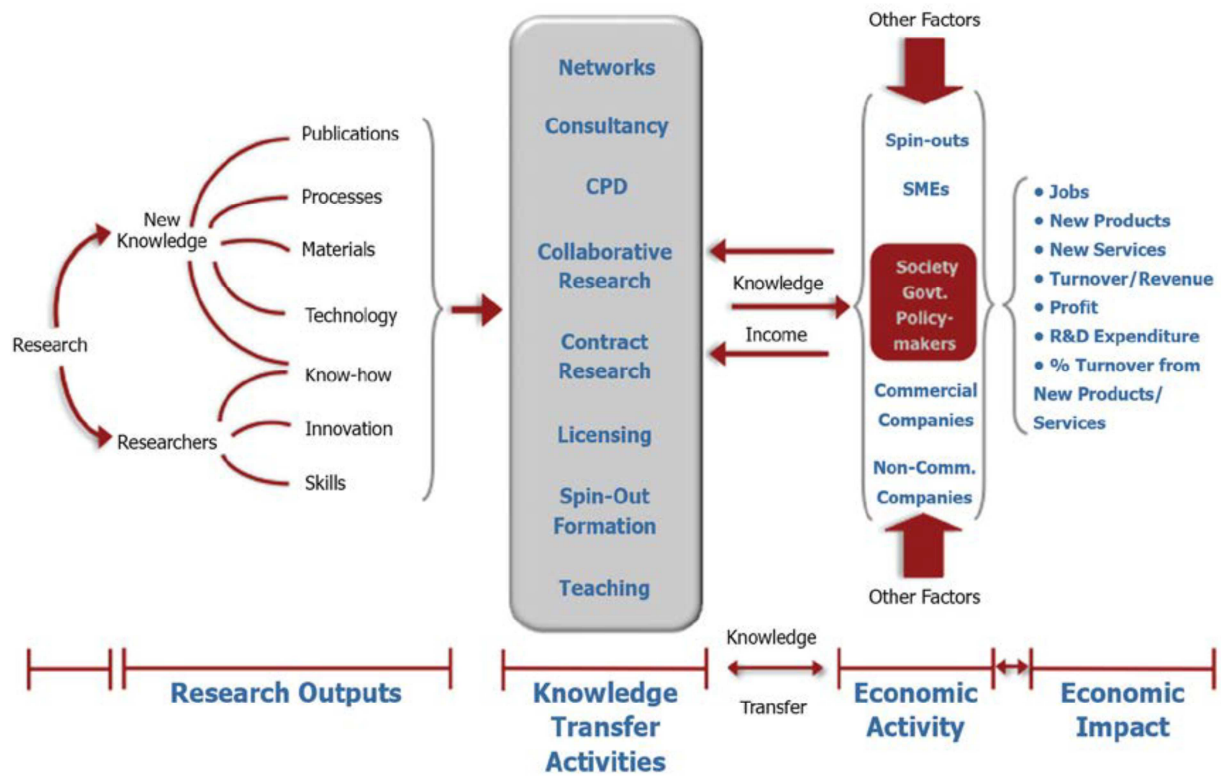 Research
New
Knowledge
Researchers
Publications
Processes
Materials
Technology
Know-how
Innovation
Skills
Networks
Consultancy
CPD
Collaborative
Research
Contract
Research
Licensing
Spin-Out
Formation
Teaching
Knowledge
Income
Other Factors
Spin-outs
SMEs
Society
Govt.
Policy-
makers
Commercial
Companies
Non-Comm.
Companies
Other Factors
• Jobs
• New Products
• New Services
• Turnover/Revenue
• Profit
• R&D Expenditure
• % Turnover from
New Products/
Services
Research Outputs
Knowledge
Transfer
Activities
Knowledge
Transfer
Economic
Activity
Economic
Impact